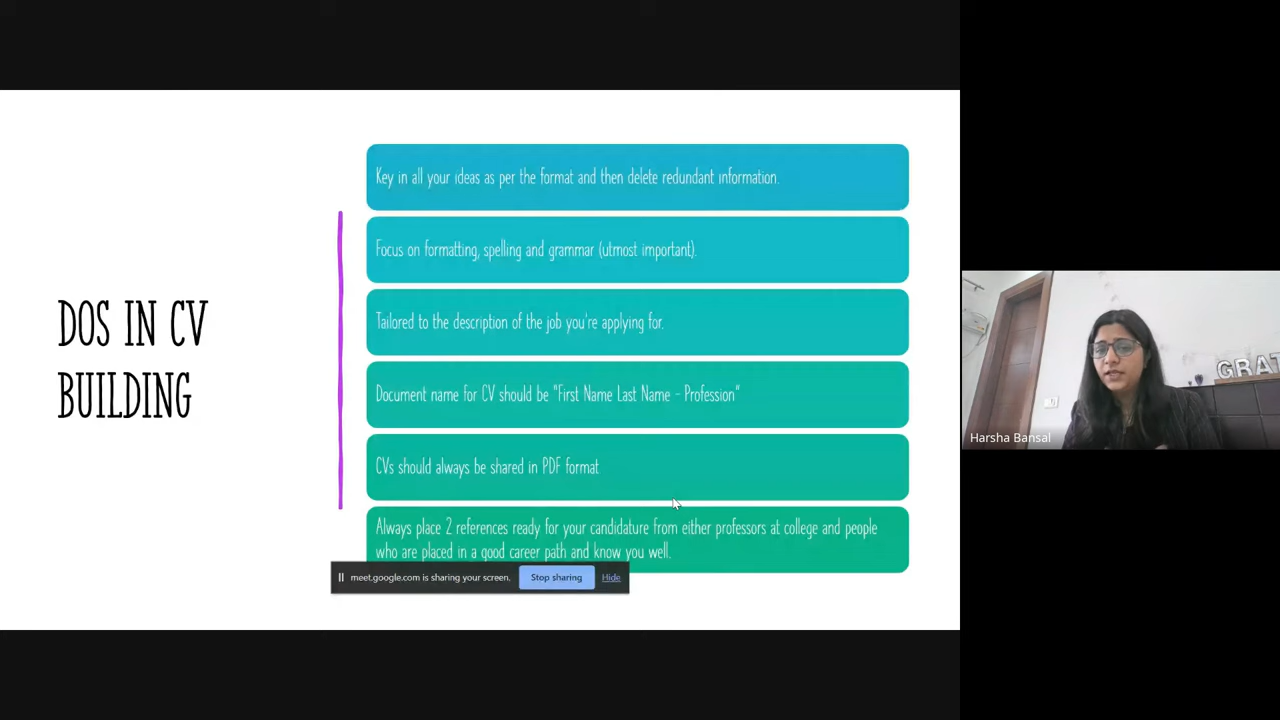 DOS IN CV
BUILDING
Key in all your ideas as per the format and then delete redundant information.
Focus on formatting, spelling and grammar (utmost important).
Tailored to the description of the job you're applying for.
Document name for CV should be "First Name Last Name - Profession"
CVs should always be shared in PDF format
Always place 2 references ready for your candidature from either professors at college and people
who are placed in a good career path and know you well.
meet.google.com is sharing your screen. Stop sharing Hide
GRAT
Harsha Bansal